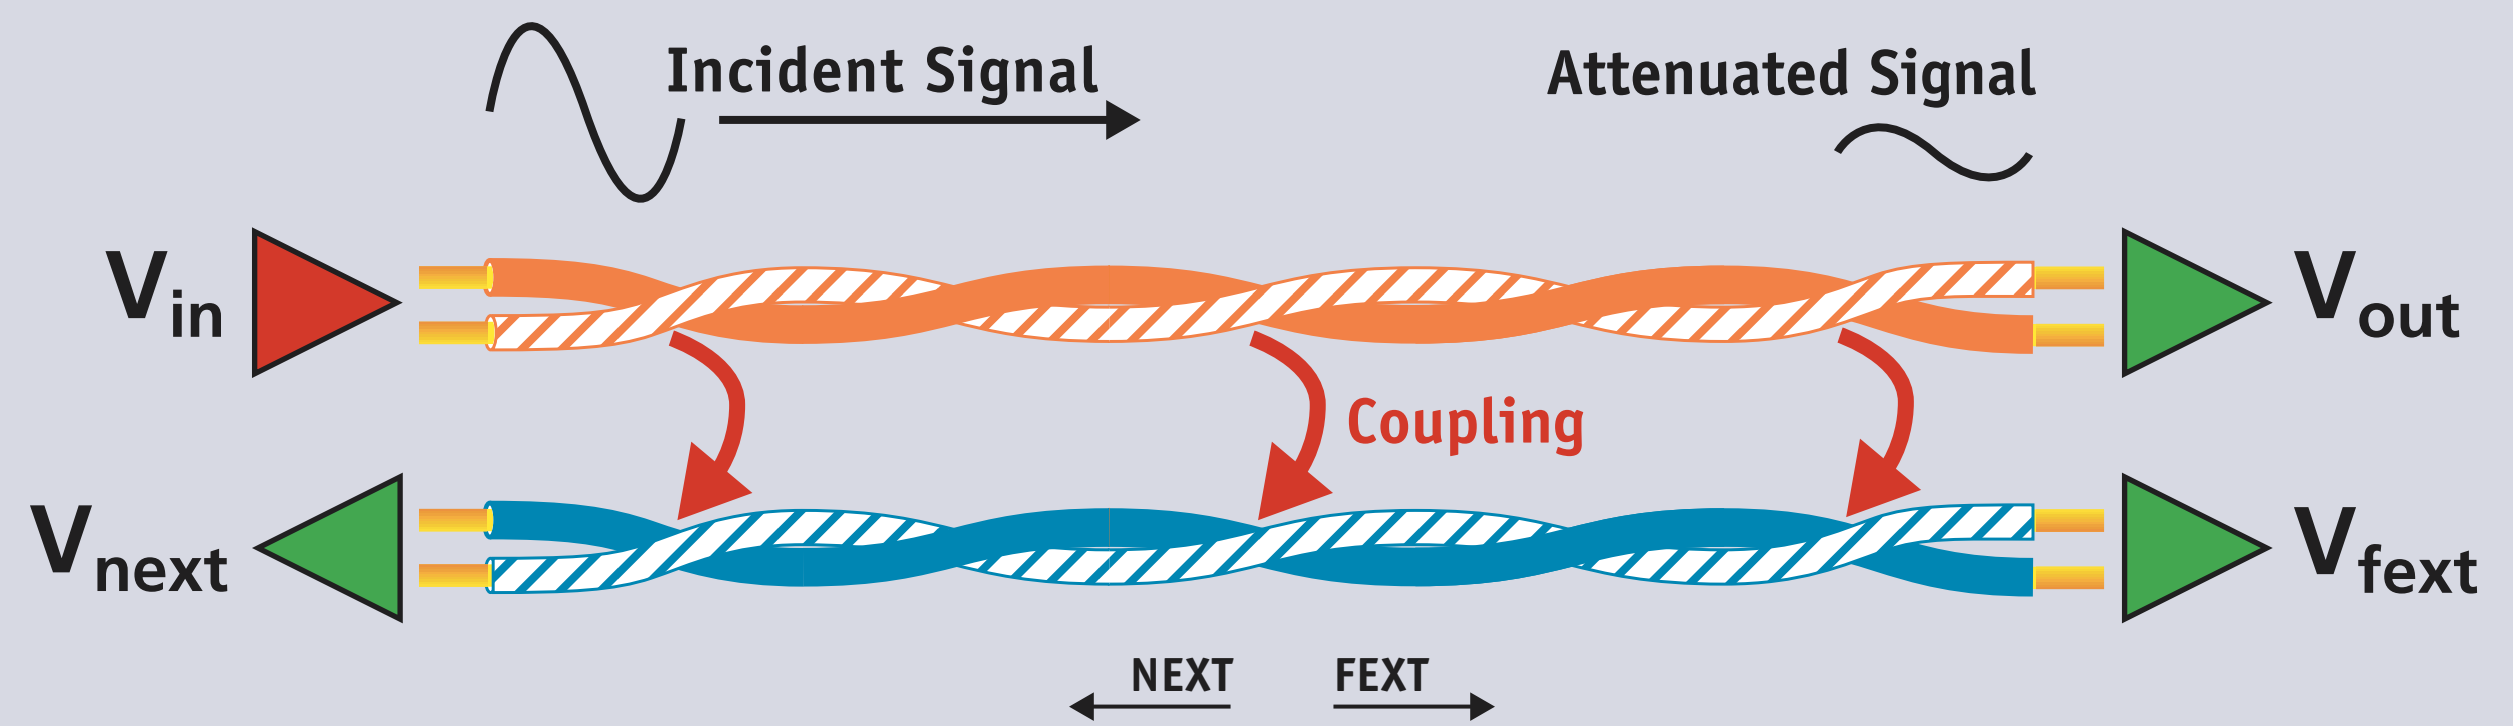 Incident Signal
Attenuated Signal
Vin
Vout
Coupling
Vnext
Vfext
NEXT
FEXT